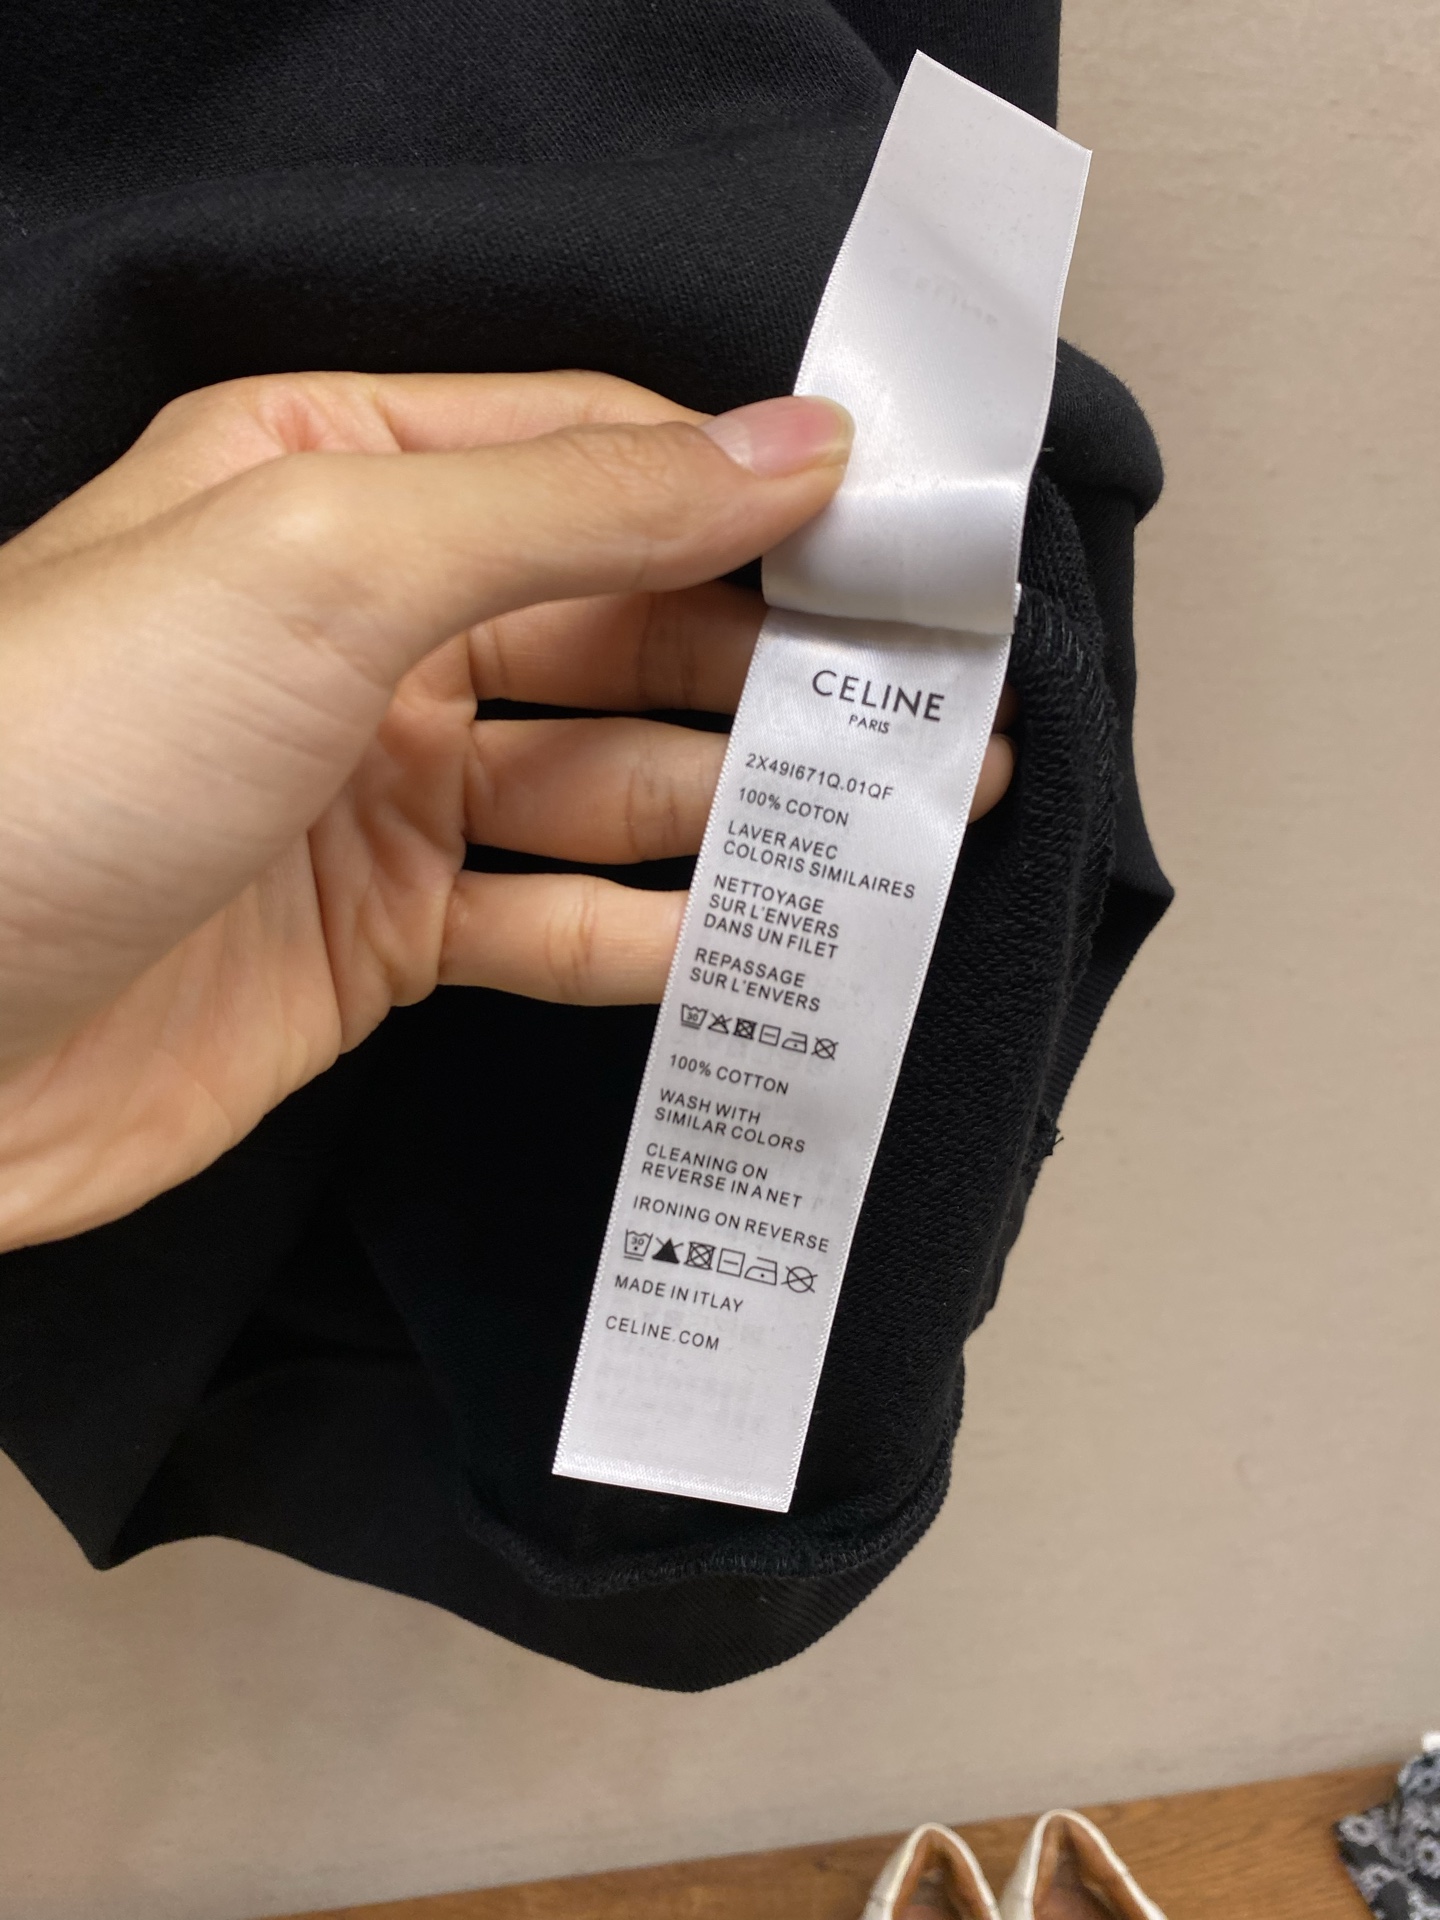 CELINE
PARIS
2X49I671Q.01QF
100% COTON
LAVER AVEC
COLORIS SIMILAIRES
NETTOYAGE
SUR L'ENVERS
DANS UN FILET
REPASSAGE
SUR L'ENVERS
30
100% COTTON
WASH WITH
SIMILAR COLORS
CLEANING ON
REVERSE IN A NET
IRONING ON REVERSE
30
MADE IN ITLAY
CELINE.COM